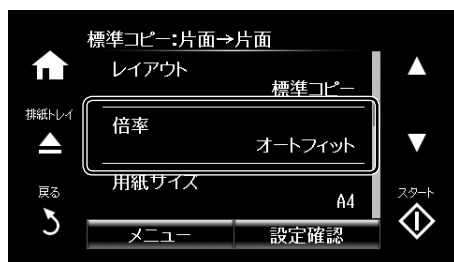 標準コピー:片面→片面
レイアウト
標準コピー
排紙トレイ
倍率
オートフィット
用紙サイズ
戻る
A4
スタート
メニュー
設定確認